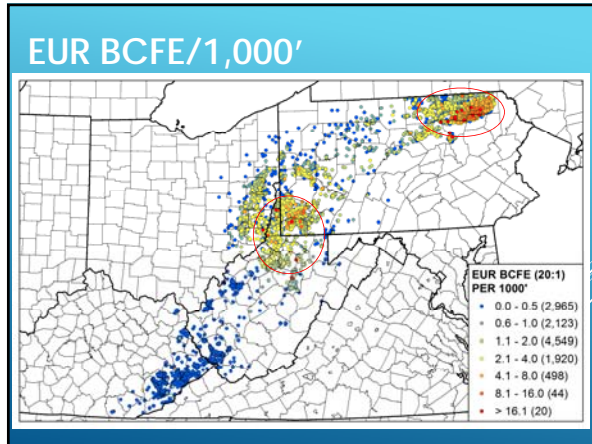 EUR BCFE/1,000'
EUR BCFE (20:1)
PER 1000'
0.0 - 0.5 (2,965)
0.6 - 1.0 (2,123)
1.1 - 2.0 (4,549)
2.1 - 4.0 (1,920)
4.1 - 8.0 (498)
8.1 - 16.0 (44)
> 16.1 (20)